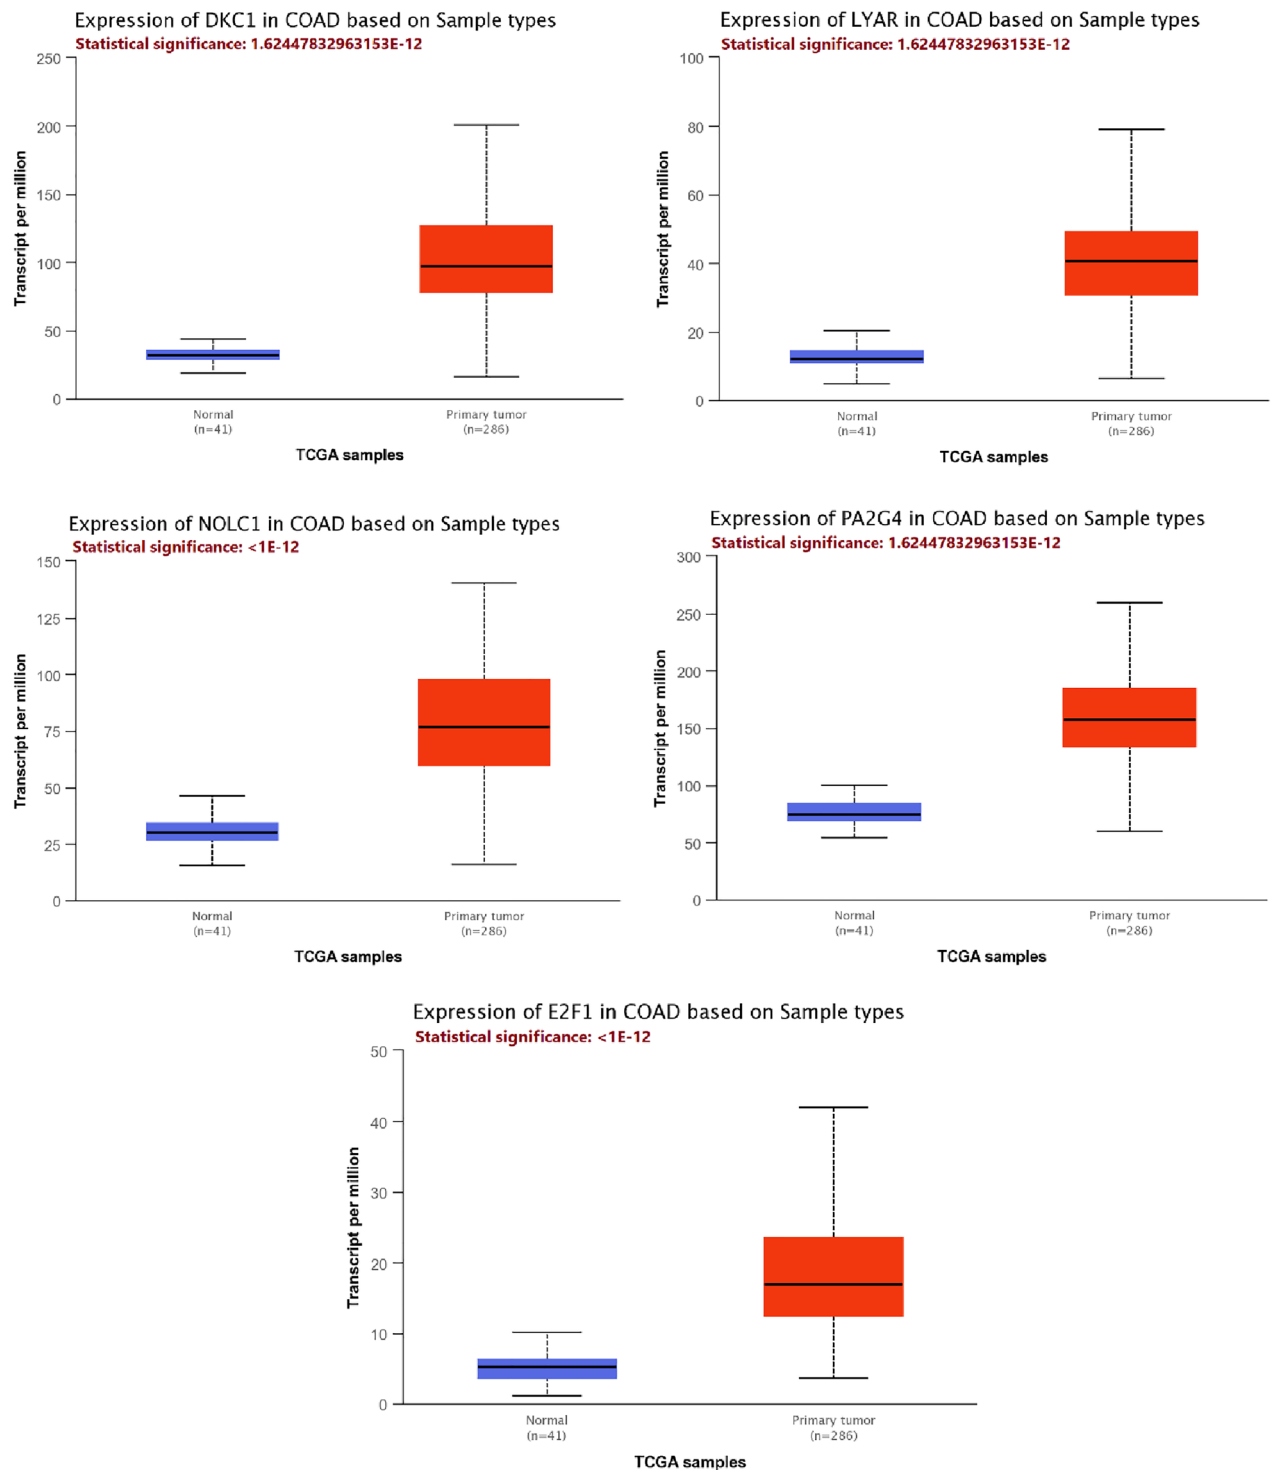 Expression of DKC1 in COAD based on Sample types
Statistical significance: 1.62447832963153E-12
250
200
150
100
50
0
Transcript per million
Normal
(n=41)
Primary tumor
(n=286)
TCGA samples
Expression of LYAR in COAD based on Sample types
Statistical significance: 1.62447832963153E-12
100
80
60
40
20
0
Transcript per million
Normal
(n=41)
Primary tumor
(n=286)
TCGA samples
Expression of NOLC1 in COAD based on Sample types
Statistical significance: <1E-12
150
125
100
75
50
25
0
Transcript per million
Normal
(n=41)
Primary tumor
(n=286)
TCGA samples
Expression of PA2G4 in COAD based on Sample types
Statistical significance: 1.62447832963153E-12
300
250
200
150
100
50
0
Transcript per million
Normal
(n=41)
Primary tumor
(n=286)
TCGA samples
Expression of E2F1 in COAD based on Sample types
Statistical significance: <1E-12
50
40
30
20
10
0
Transcript per million
Normal
(n=41)
Primary tumor
(n=286)
TCGA samples